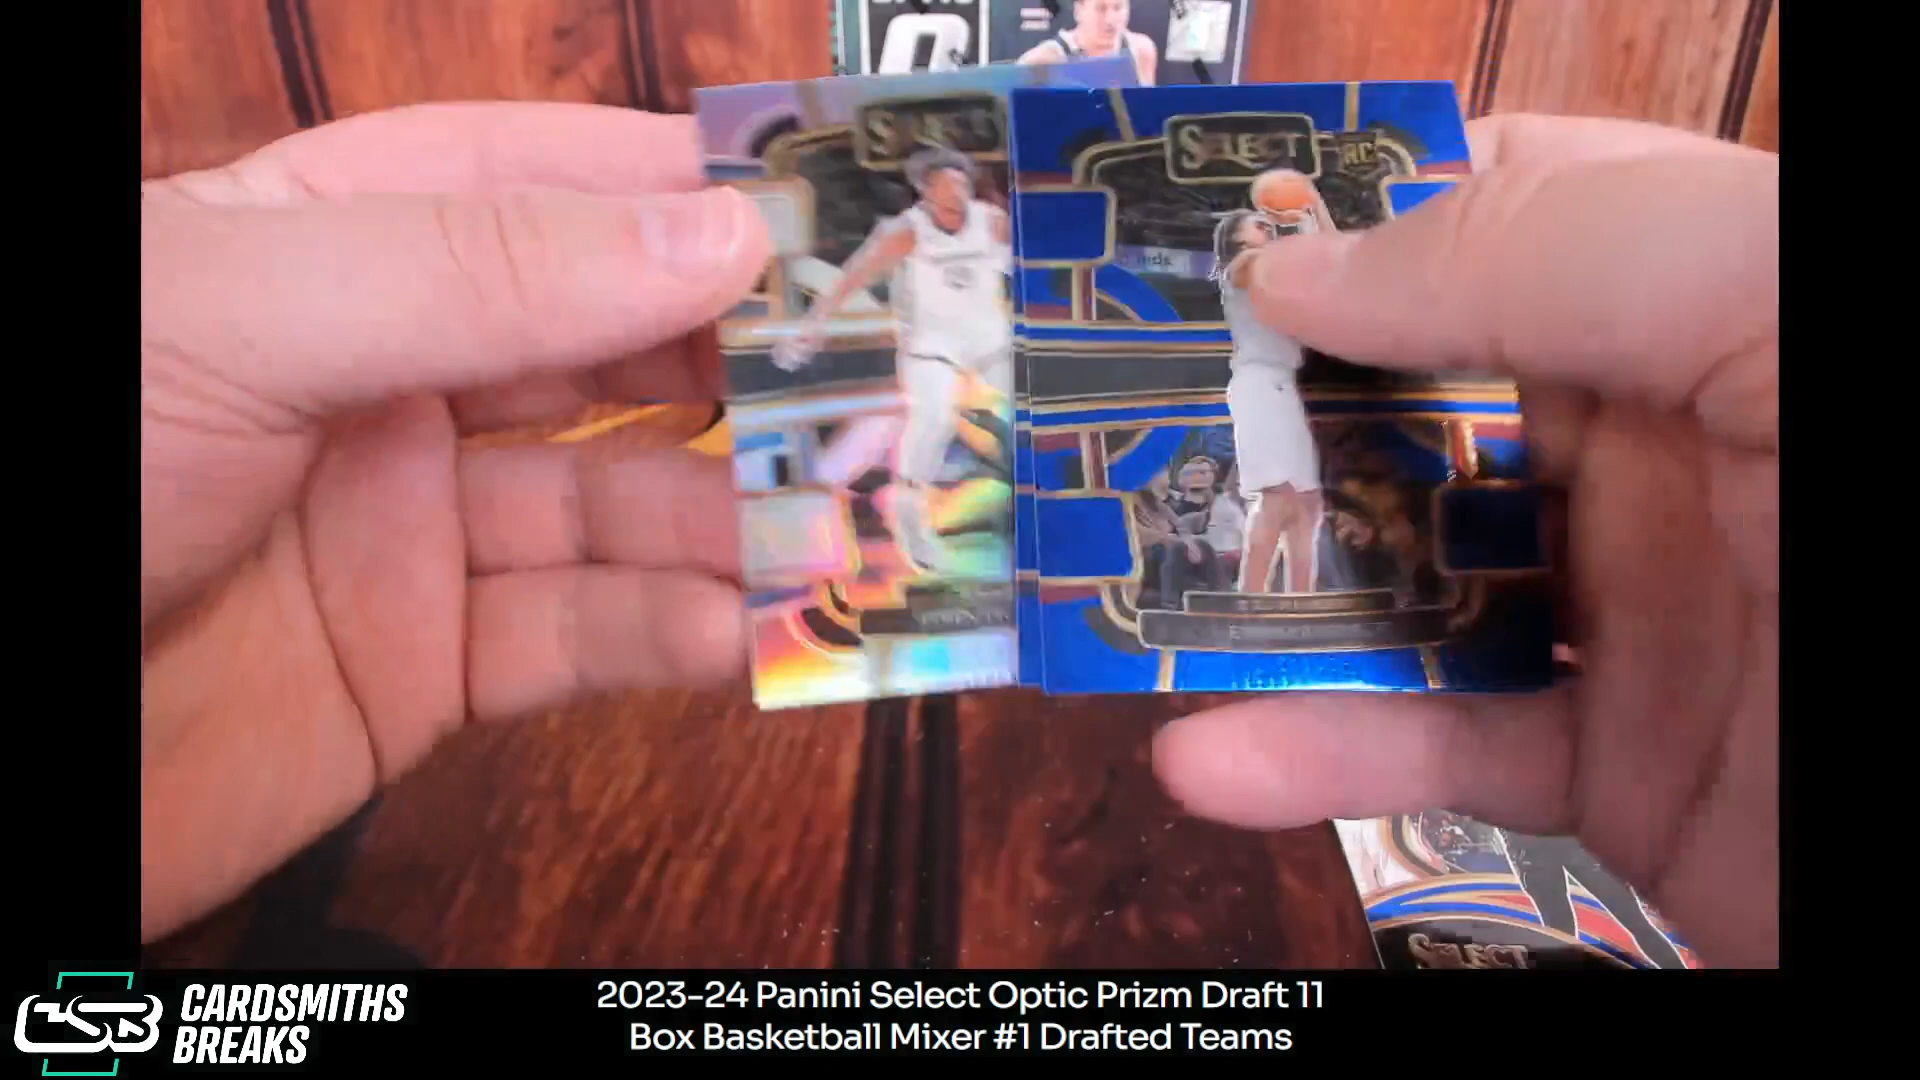 SELECT
SELECT RC
SELECT
CSB
CARDSMITHS
BREAKS
2023-24 Panini Select Optic Prizm Draft 11
Box Basketball Mixer #1 Drafted Teams